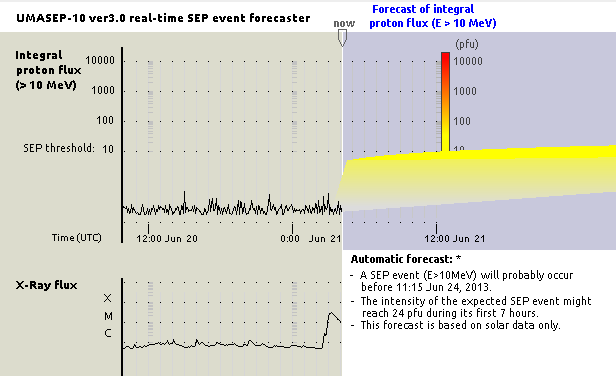 UMASEP-10 ver3.0 real-time SEP event forecaster
Forecast of integral
proton flux (E > 10 MeV)
now
Integral
proton flux
(> 10 MeV)
10000
1000
100
SEP threshold: 10
(pfu)
10000
1000
100
10
Time (UTC) 12:00 Jun 20 0:00 Jun 21 12:00 Jun 21
X-Ray flux
X
M
C
Automatic forecast: *
- A SEP event (E>10MeV) will probably occur
before 11:15 Jun 24, 2013.
- The intensity of the expected SEP event might
reach 24 pfu during its first 7 hours.
- This forecast is based on solar data only.